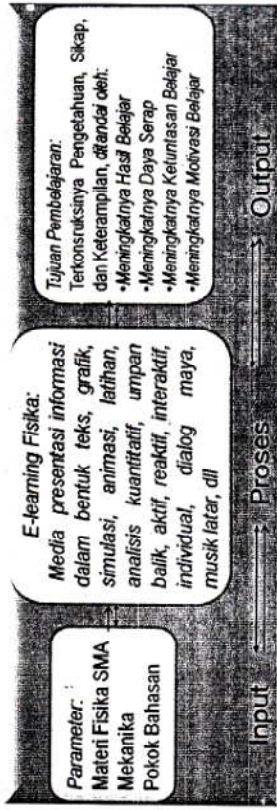 Parameter:
Materi Fisika SMA
Mekanika
Pokok Bahasan
E-learning Fisika:
Media presentasi informasi
dalam bentuk teks, grafik,
simulasi, animasi, latihan,
analisis kuantitatif, umpan
balik, aktif, reaktif, interaktif,
individual, dialog maya,
musik latar, dll
Tujuan Pembelajaran:
Terkonstruksinya Pengetahuan, Sikap,
dan Keterampilan, ditandai oleh:
•Meningkatnya Hasil Belajar
•Meningkatnya Daya Serap
•Meningkatnya Ketuntasan Belajar
•Meningkatnya Motivasi Belajar
Input
Proses
Output